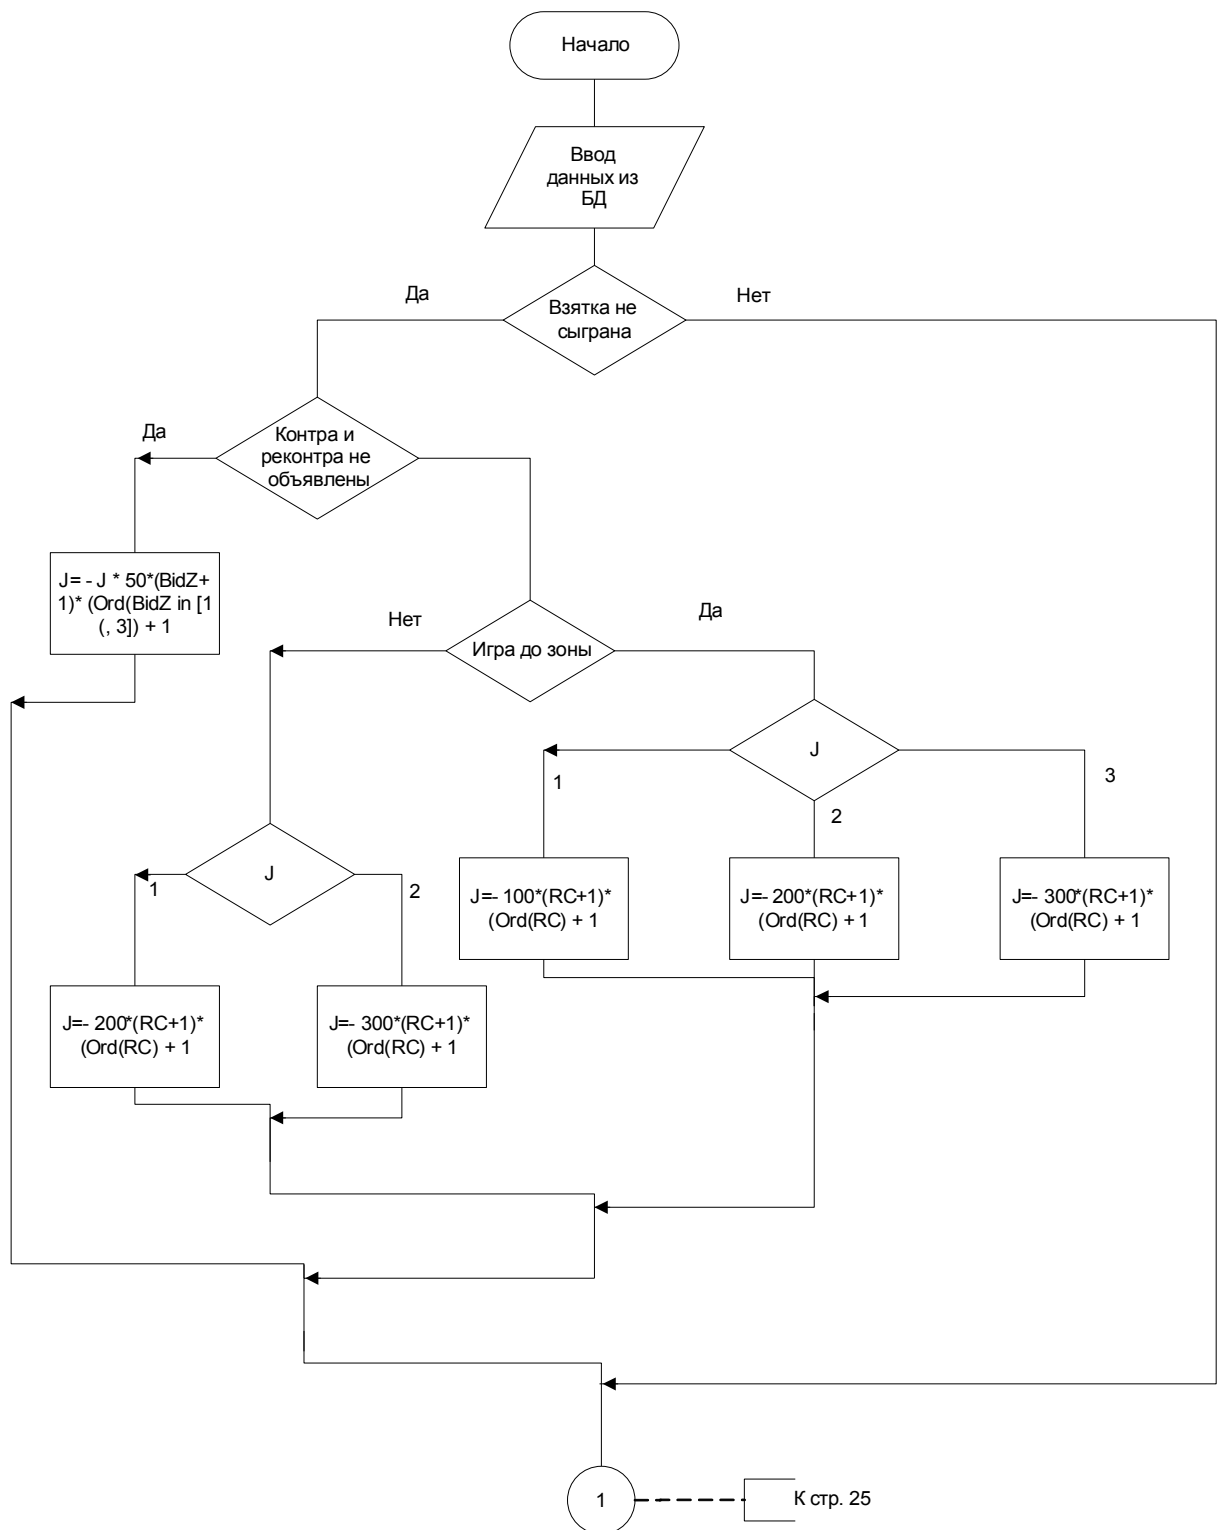 Начало
Ввод
данных из
БД
Да
Нет
Взятка не
сыграна
Да
Контра и
реконтра не
объявлены
J= - J * 50*(BidZ+
1)* (Ord(BidZ in [1
(, 3]) + 1
Нет
Да
Игра до зоны
J
1
2
3
J
1
2
J=- 100*(RC+1)*
(Ord(RC) + 1
J=- 200*(RC+1)*
(Ord(RC) + 1
J=- 300*(RC+1)*
(Ord(RC) + 1
J=- 200*(RC+1)*
(Ord(RC) + 1
J=- 300*(RC+1)*
(Ord(RC) + 1
1
К стр. 25